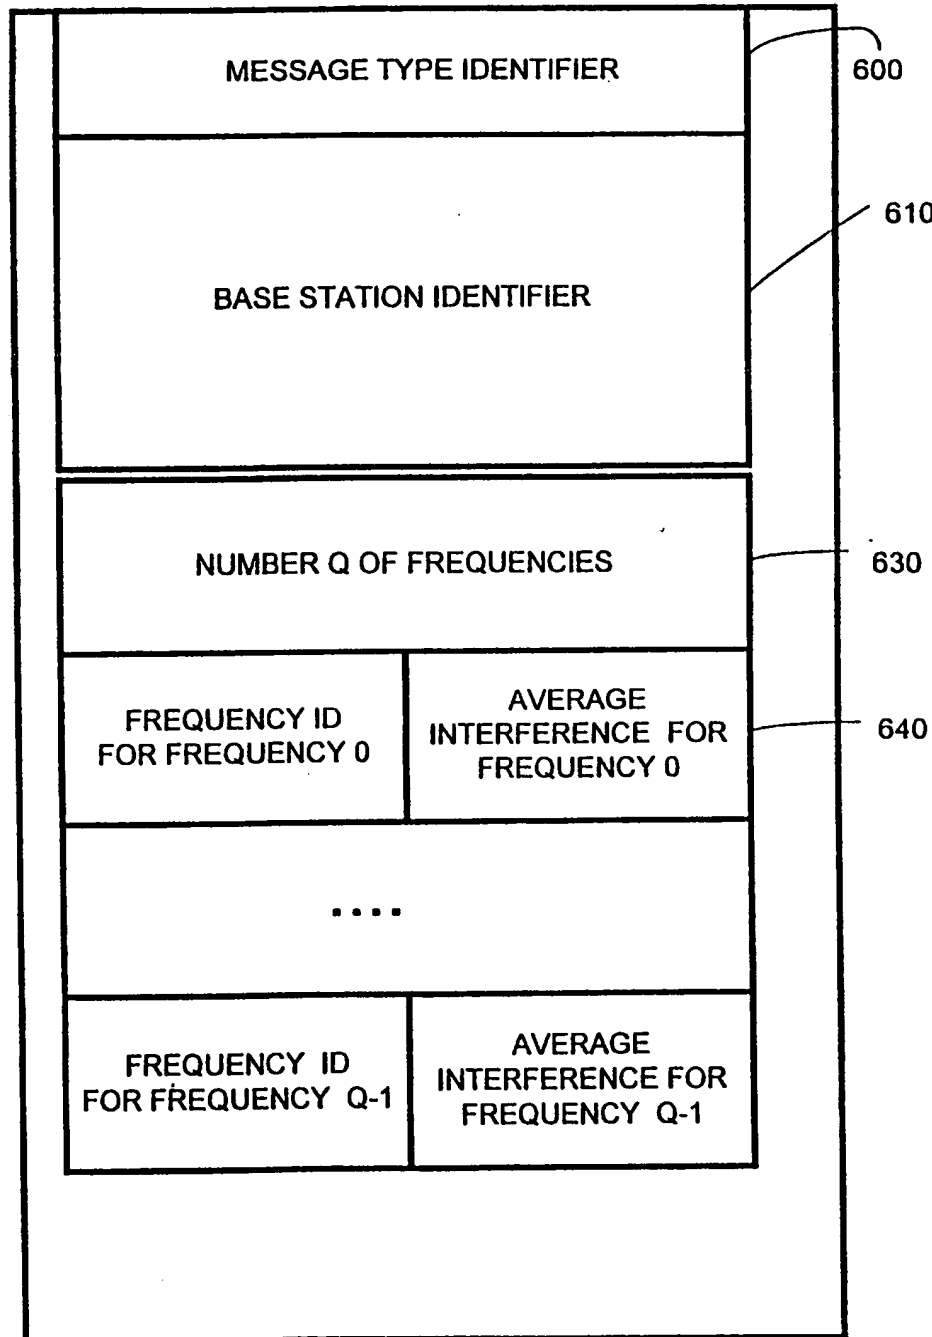 MESSAGE TYPE IDENTIFIER
600
610
BASE STATION IDENTIFIER
NUMBER Q OF FREQUENCIES
630
FREQUENCY ID
FOR FREQUENCY 0
AVERAGE
INTERFERENCE FOR
FREQUENCY 0
640
....
FREQUENCY ID
FOR FREQUENCY Q-1
AVERAGE
INTERFERENCE FOR
FREQUENCY Q-1